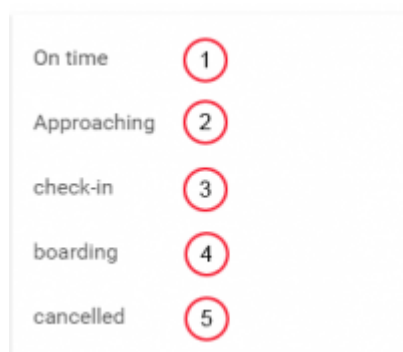 On time 1
Approaching 2
check-in 3
boarding 4
cancelled 5